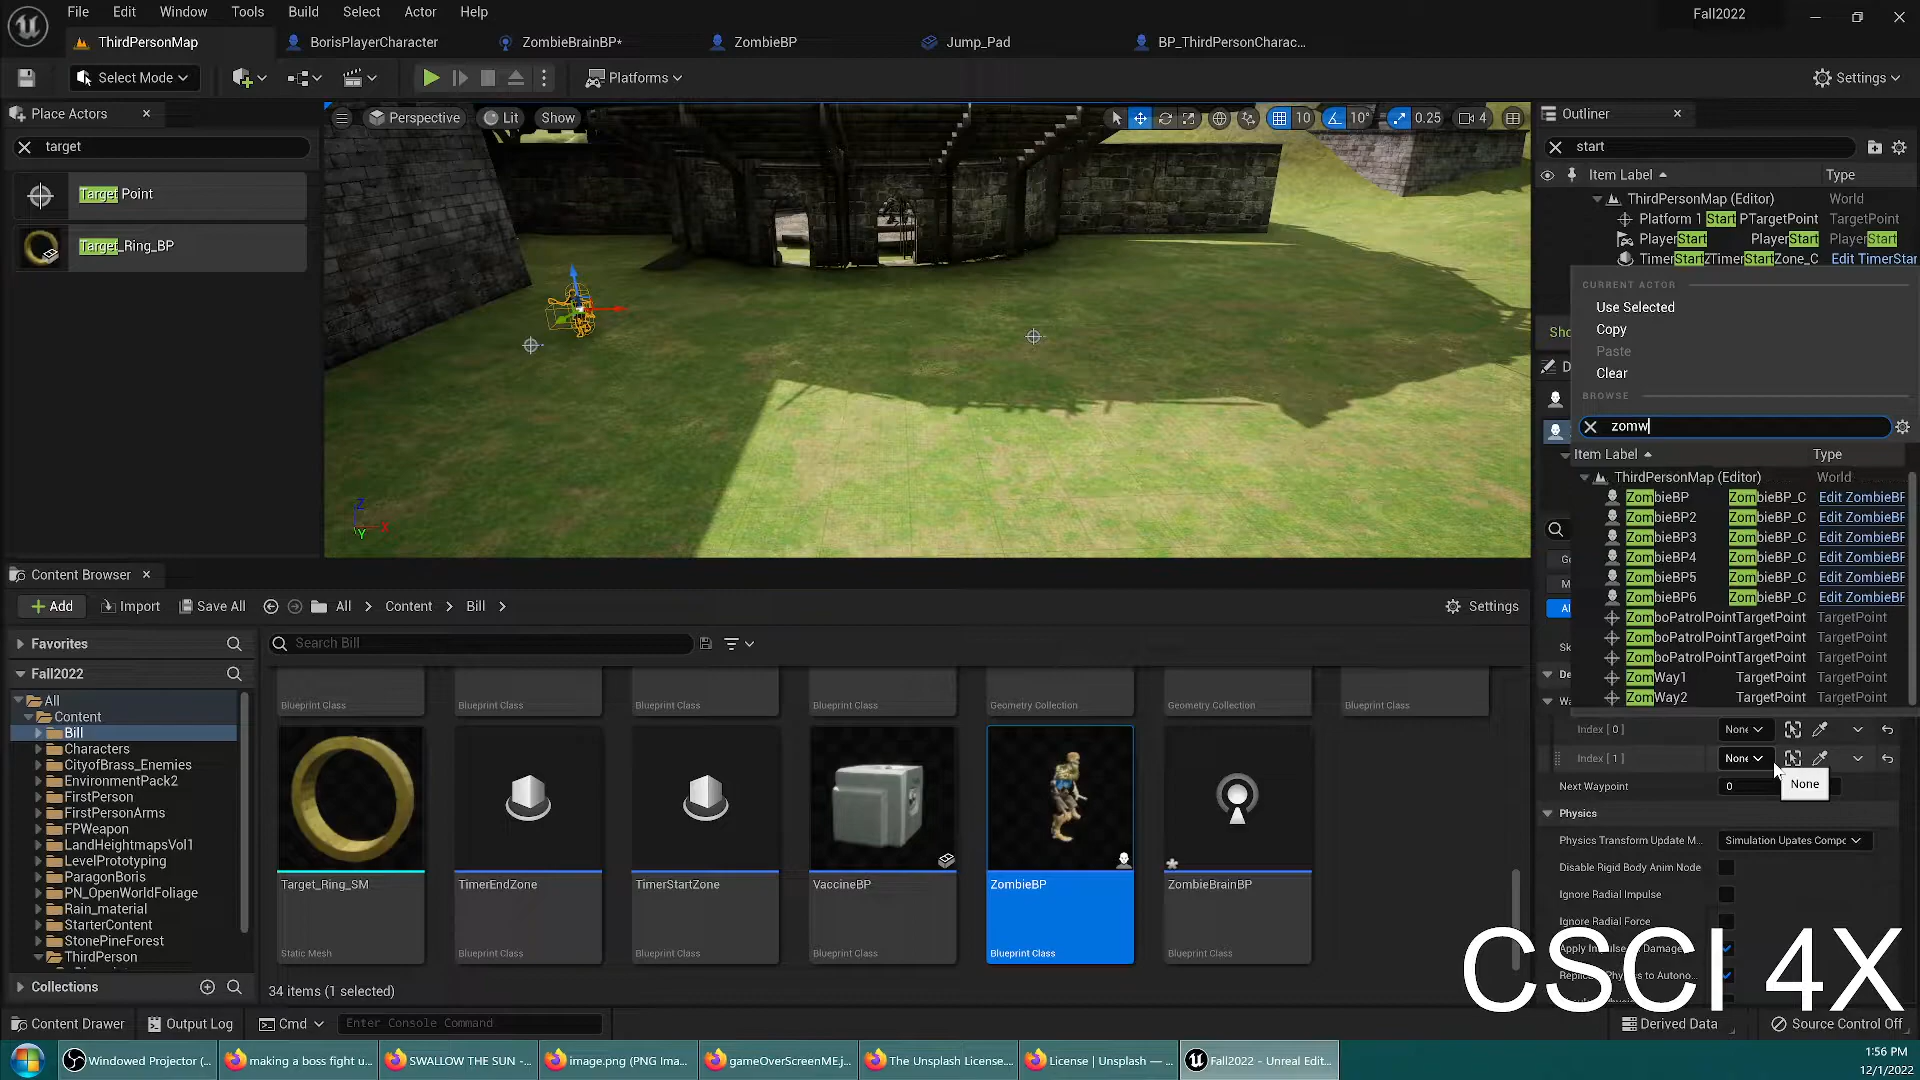 File Edit Window Tools Build Select Actor Help
Fall2022
ThirdPersonMap
BorisPlayerCharacter
ZombieBrainBP*
ZombieBP
Jump_Pad
BP_ThirdPersonCharac...
Select Mode
Platforms
Settings
Place Actors
target
Target Point
Target_Ring_BP
Perspective
Lit
Show
10
10°
0.25
4
Z
X
Y
Outliner
start
Item Label
Type
ThirdPersonMap (Editor) World
Platform 1 Start PTargetPoint TargetPoint
PlayerStart PlayerStart PlayerStart
TimerStartZTimerStartZone_C Edit TimerStar
CURRENT ACTOR
Use Selected
Copy
Paste
Clear
BROWSE
zomw
Item Label Type
ThirdPersonMap (Editor) World
ZombieBP ZombieBP_C Edit ZombieBP
ZombieBP2 ZombieBP_C Edit ZombieBP
ZombieBP3 ZombieBP_C Edit ZombieBP
ZombieBP4 ZombieBP_C Edit ZombieBP
ZombieBP5 ZombieBP_C Edit ZombieBP
ZombieBP6 ZombieBP_C Edit ZombieBP
ZomboPatrolPointTargetPoint TargetPoint
ZomboPatrolPointTargetPoint TargetPoint
ZomboPatrolPointTargetPoint TargetPoint
ZomWay1 TargetPoint TargetPoint
ZomWay2 TargetPoint TargetPoint
Index [ 0 ] None
Index [ 1 ] None
None
Next Waypoint 0
Physics
Physics Transform Update M... Simulation Upates Compo
Disable Rigid Body Anim Node
Ignore Radial Impulse
Ignore Radial Force
CSCI 4X
Content Browser
Add
Import
Save All
All
Content
Bill
Settings
Favorites
Fall2022
Search Bill
All
Content
Bill
Characters
CityofBrass_Enemies
EnvironmentPack2
FirstPerson
FirstPersonArms
FPWeapon
LandHeightmapsVol1
LevelPrototyping
ParagonBoris
PN_OpenWorldFoliage
Rain_material
StarterContent
StonePineForest
ThirdPerson
Collections
Blueprint Class
Blueprint Class
Blueprint Class
Blueprint Class
Geometry Collection
Geometry Collection
Blueprint Class
Target_Ring_SM
Static Mesh
TimerEndZone
Blueprint Class
TimerStartZone
Blueprint Class
VaccineBP
Blueprint Class
ZombieBP
Blueprint Class
ZombieBrainBP
Blueprint Class
34 items (1 selected)
Content Drawer
Output Log
Cmd
Enter Console Command
Derived Data
Source Control Off
Windowed Projector (...
making a boss fight u...
SWALLOW THE SUN -...
image.png (PNG Ima...
gameOverScreenME.j...
The Unsplash License...
License | Unsplash —...
Fall2022 - Unreal Edit...
1:56 PM
12/1/2022